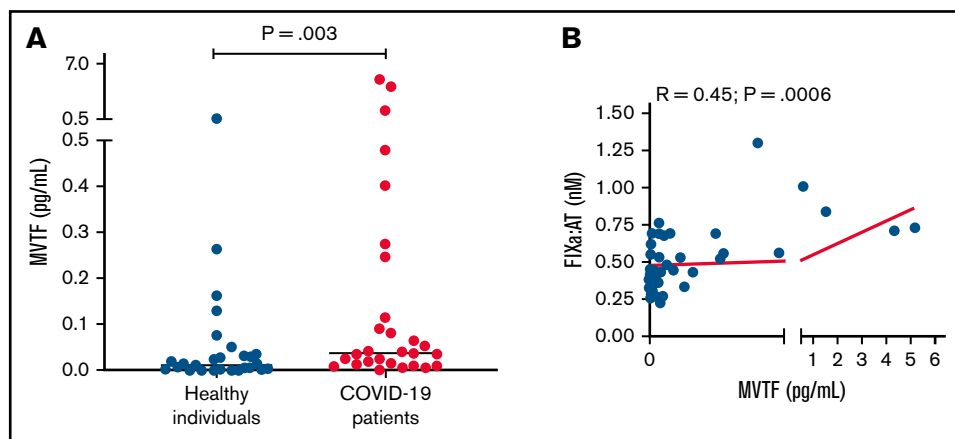 A
P = .003
7.0
0.5
0.5
0.4
0.3
0.2
0.1
0.0
MVTF (pg/mL)
Healthy
individuals
COVID-19
patients
B
R = 0.45; P = .0006
1.50
1.25
1.00
0.75
0.50
0.25
0.00
FIXa:AT (nM)
0
1 2 3 4 5 6
MVTF (pg/mL)